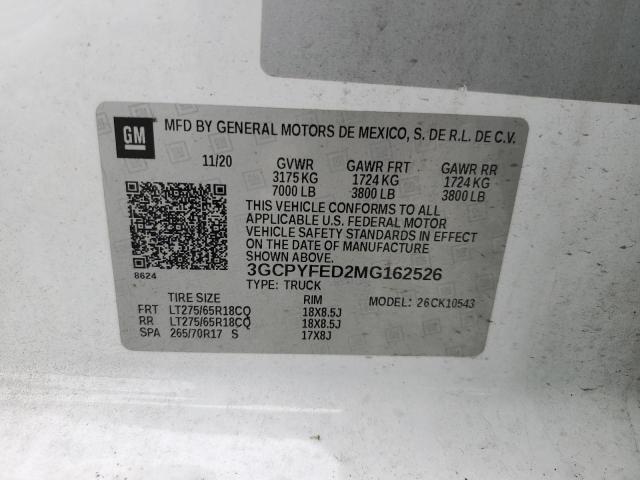 GM
MFD BY GENERAL MOTORS DE MEXICO, S. DE R.L. DE C.V.
11/20 GVWR GAWR FRT GAWR RR
3175 KG 1724 KG 1724 KG
7000 LB 3800 LB 3800 LB
THIS VEHICLE CONFORMS TO ALL
APPLICABLE U.S. FEDERAL MOTOR
VEHICLE SAFETY STANDARDS IN EFFECT
ON THE DATE OF MANUFACTURE
SHOWN ABOVE.
8624
3GCPYFED2MG162526
TYPE: TRUCK MODEL: 26CK10543
TIRE SIZE RIM
FRT LT275/65R18CQ 18X8.5J
RR LT275/65R18CQ 18X8.5J
SPA 265/70R17 S 17X8J